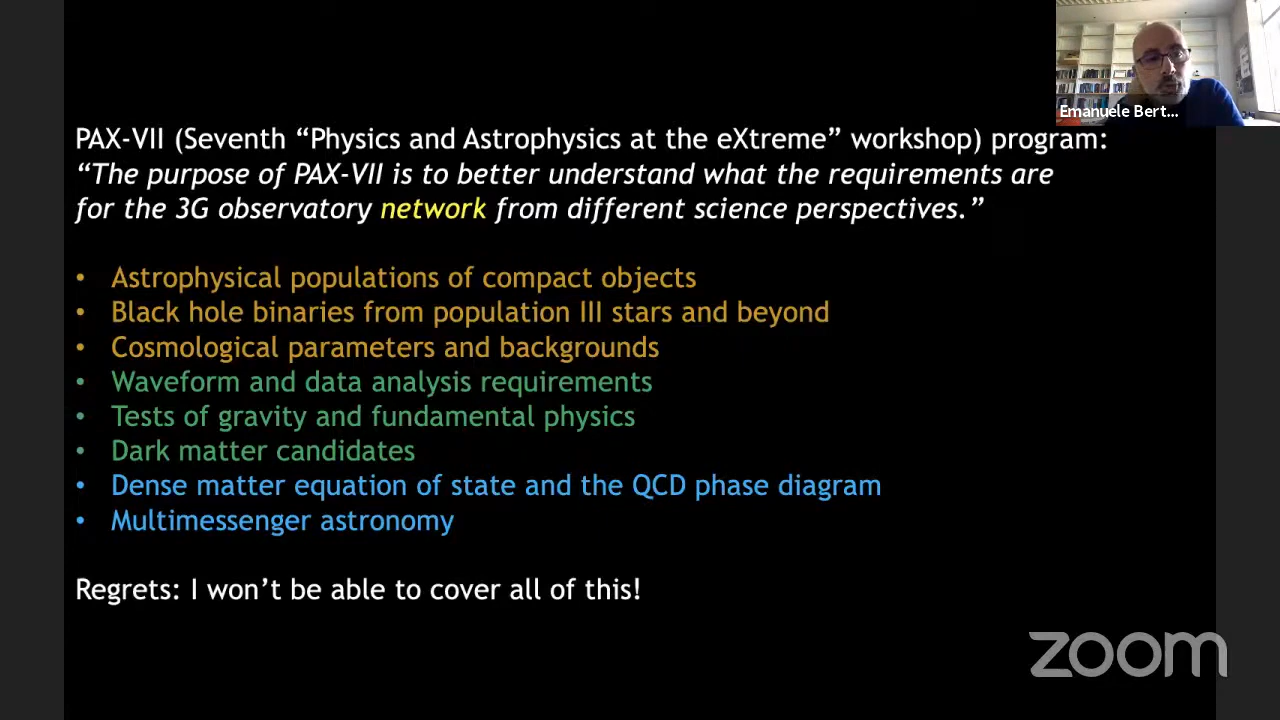 Emanuele Bert...
PAX-VII (Seventh “Physics and Astrophysics at the eXtreme” workshop) program:
“The purpose of PAX-VII is to better understand what the requirements are
for the 3G observatory network from different science perspectives.”
• Astrophysical populations of compact objects
• Black hole binaries from population III stars and beyond
• Cosmological parameters and backgrounds
• Waveform and data analysis requirements
• Tests of gravity and fundamental physics
• Dark matter candidates
• Dense matter equation of state and the QCD phase diagram
• Multimessenger astronomy
Regrets: I won’t be able to cover all of this!
zoom